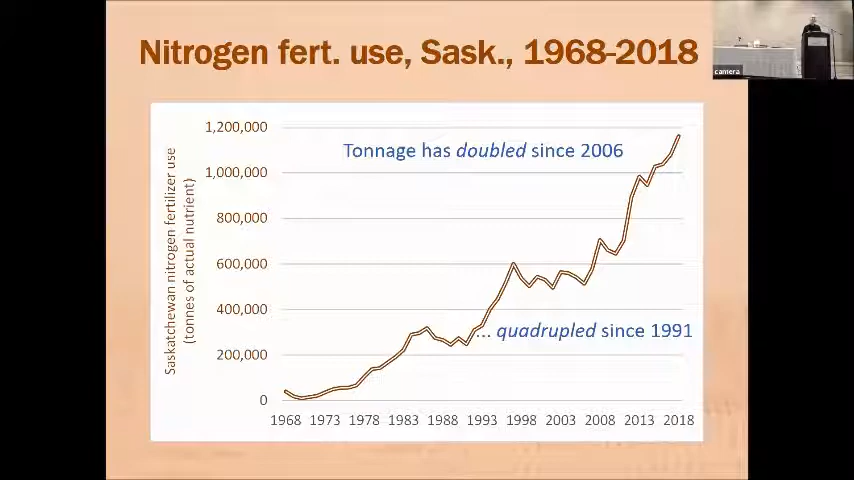 Nitrogen fert. use, Sask., 1968-2018
camera
Saskatchewan nitrogen fertilizer use
(tonnes of actual nutrient)
1,200,000
1,000,000
800,000
600,000
400,000
200,000
0
Tonnage has doubled since 2006
... quadrupled since 1991
1968 1973 1978 1983 1988 1993 1998 2003 2008 2013 2018